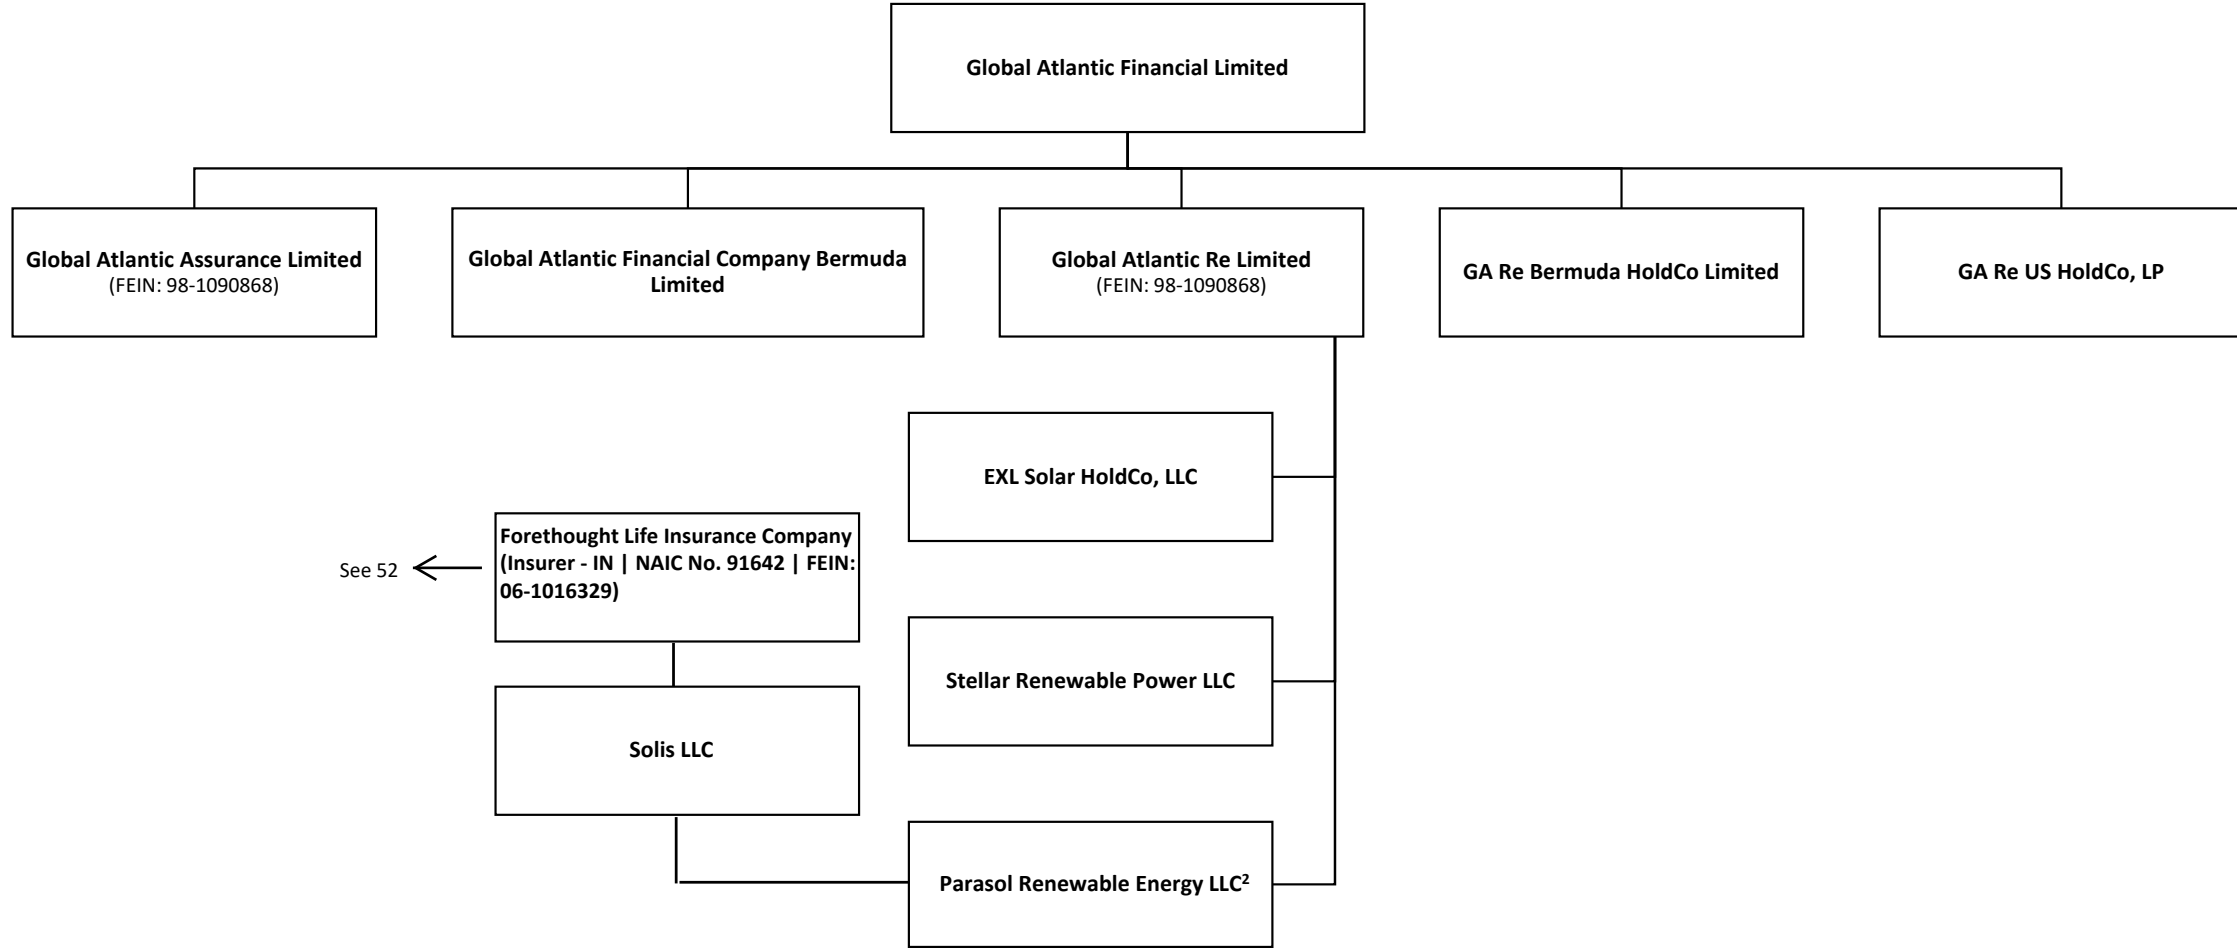 Global Atlantic Financial Limited
Global Atlantic Assurance Limited
(FEIN: 98-1090868)
Global Atlantic Financial Company Bermuda
Limited
Global Atlantic Re Limited
(FEIN: 98-1090868)
GA Re Bermuda HoldCo Limited
GA Re US HoldCo, LP
EXL Solar HoldCo, LLC
See 52
Forethought Life Insurance Company
(Insurer - IN | NAIC No. 91642 | FEIN:
06-1016329)
Stellar Renewable Power LLC
Solis LLC
Parasol Renewable Energy LLC²